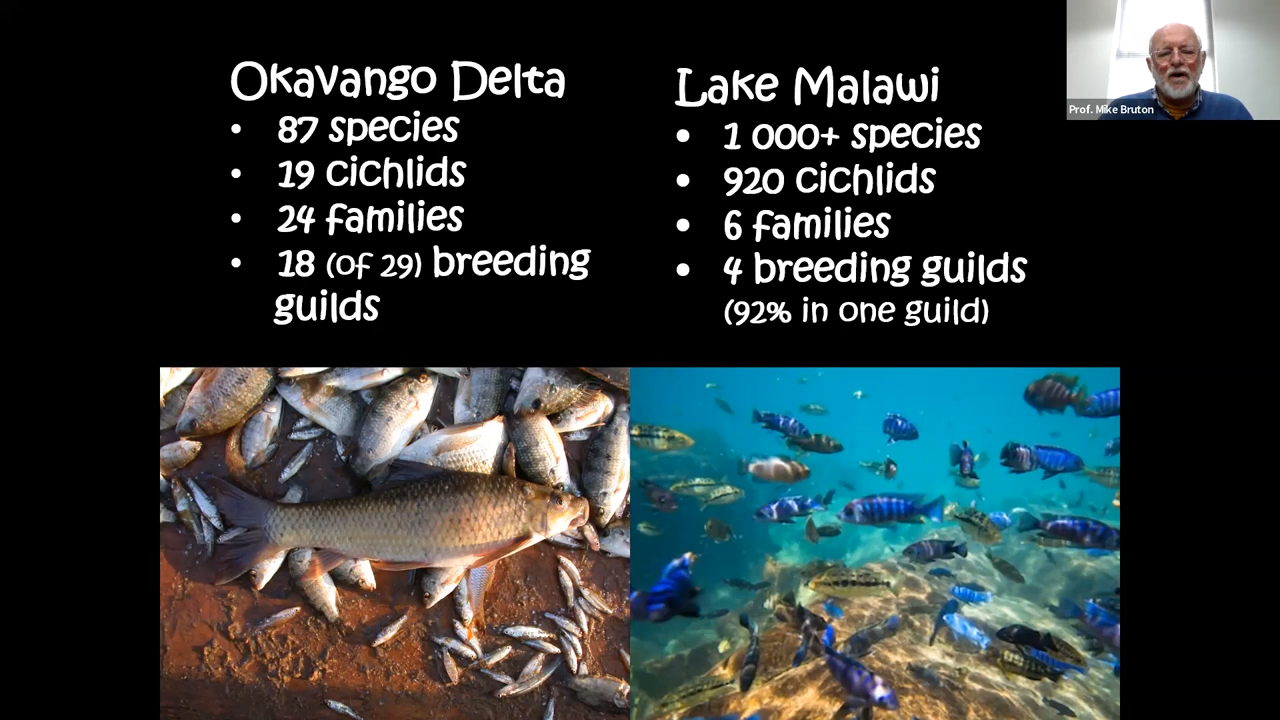 Okavango Delta
• 87 species
• 19 cichlids
• 24 families
• 18 (of 29) breeding
guilds
Lake Malawi
• 1 000+ species
• 920 cichlids
• 6 families
• 4 breeding guilds
(92% in one guild)
Prof. Mike Bruton